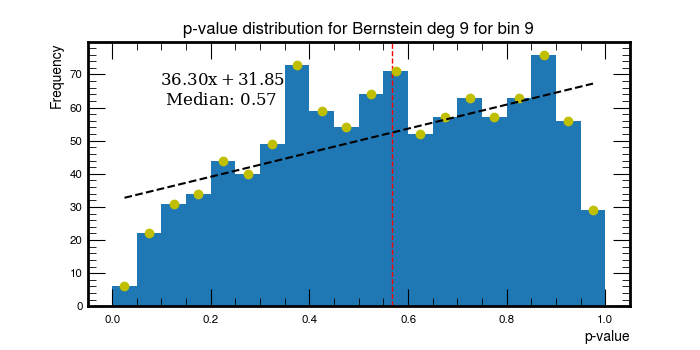 p-value distribution for Bernstein deg 9 for bin 9
Frequency
36.30x + 31.85
Median: 0.57
70
60
50
40
30
20
10
0
0.0 0.2 0.4 0.6 0.8 1.0
p-value